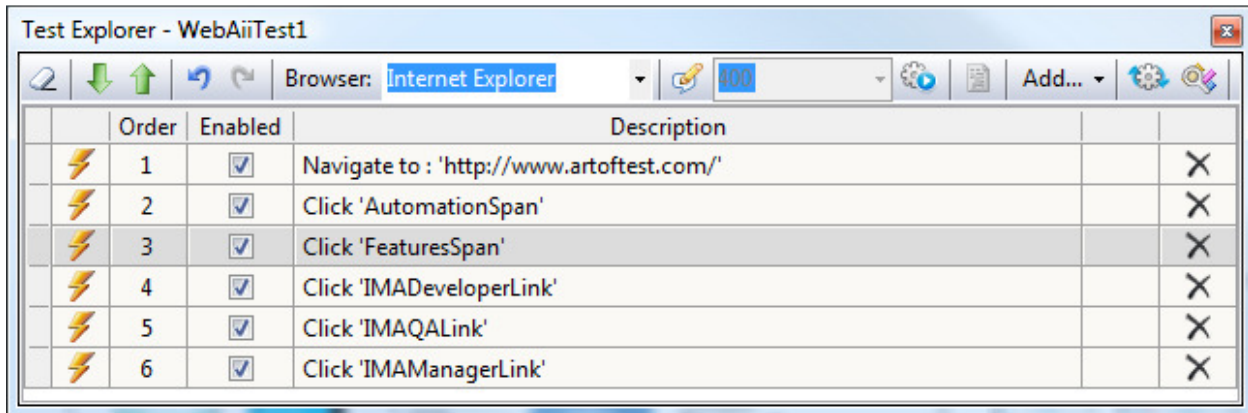 Test Explorer - WebAiiTest1
Browser: Internet Explorer 400 Add...
Order Enabled Description
1 Navigate to : 'http://www.artoftest.com/'
2 Click 'AutomationSpan'
3 Click 'FeaturesSpan'
4 Click 'IMADeveloperLink'
5 Click 'IMAQALink'
6 Click 'IMAManagerLink'